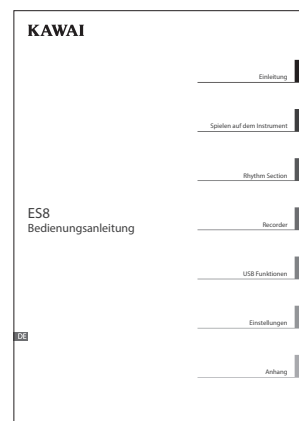 KAWAI
Einleitung
Spielen auf dem Instrument
Rhythm Section
ES8
Bedienungsanleitung
Recorder
USB Funktionen
Einstellungen
DE
Anhang